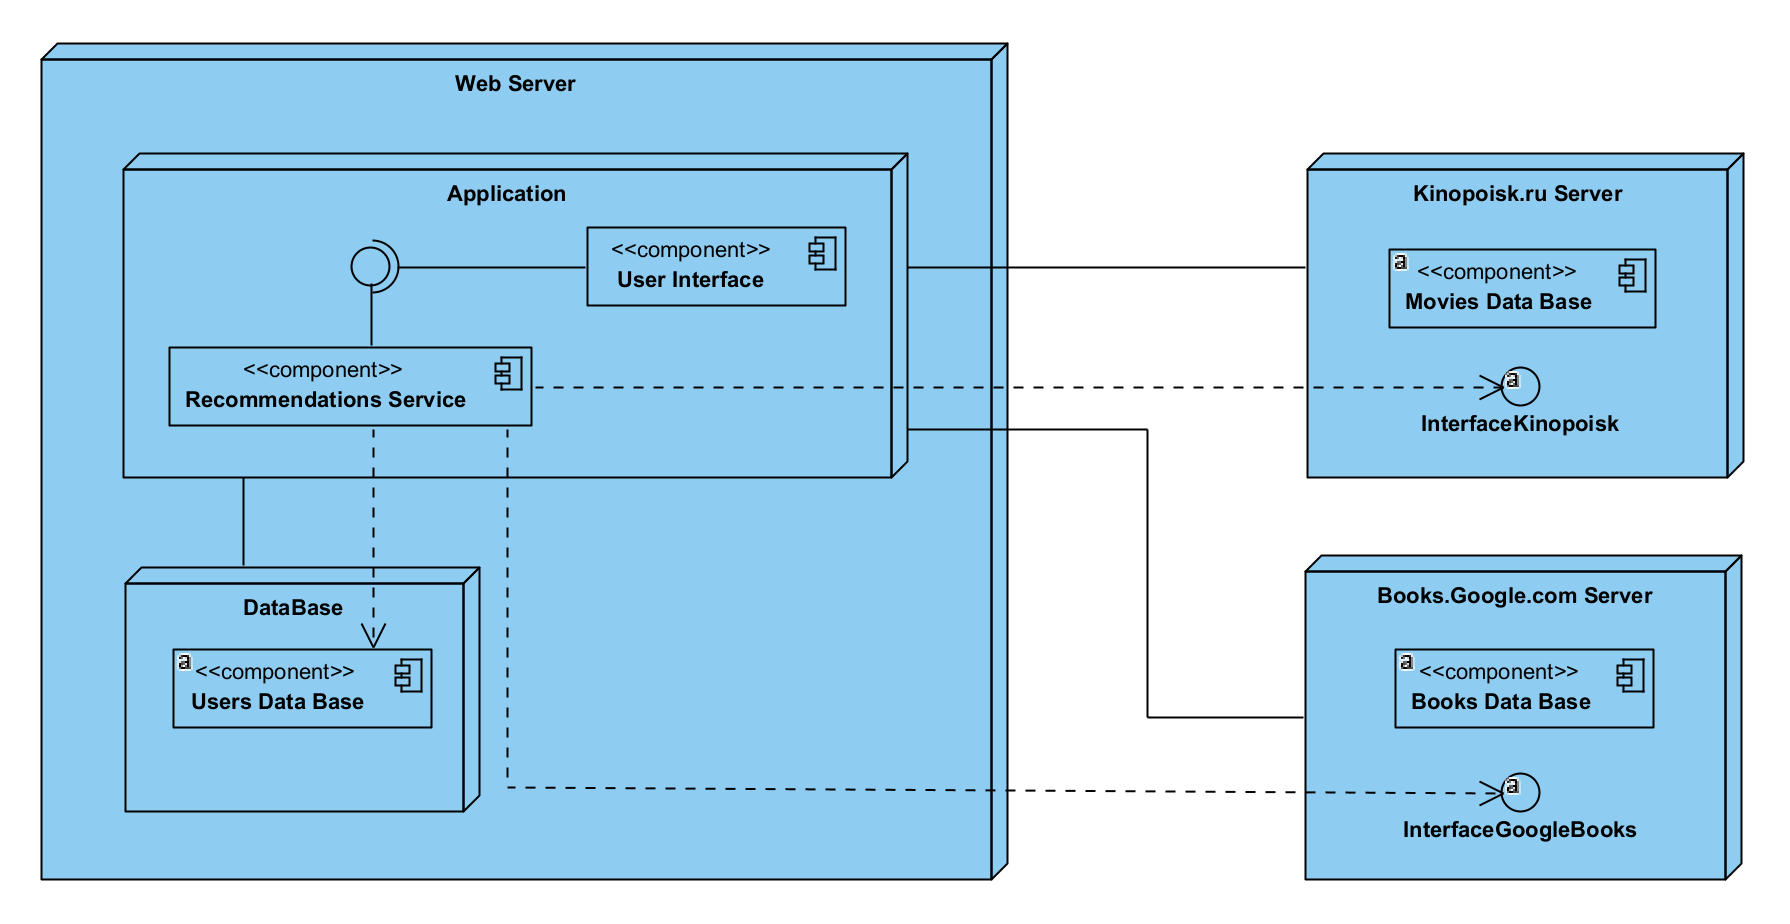 Web Server
Application
<<component>>
User Interface
<<component>>
Recommendations Service
DataBase
a
<<component>>
Users Data Base
Kinopoisk.ru Server
a
<<component>>
Movies Data Base
a
InterfaceKinopoisk
Books.Google.com Server
a
<<component>>
Books Data Base
a
InterfaceGoogleBooks